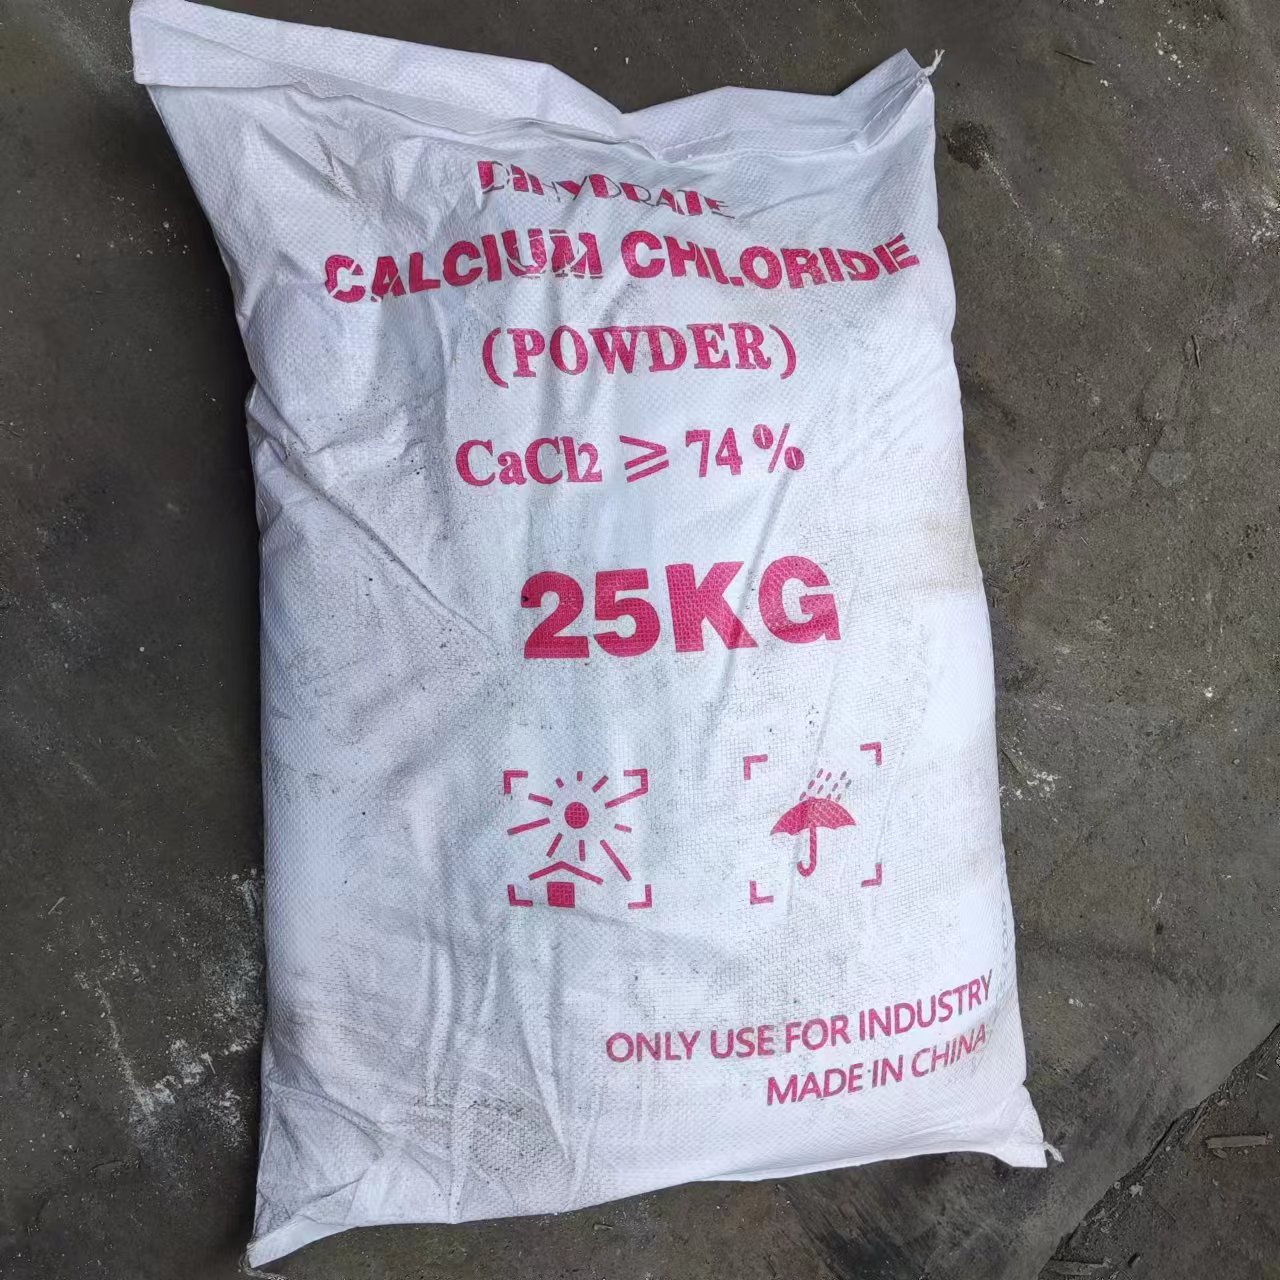 DIHYDRATE
CALCIUM CHLORIDE
(POWDER)
CaCl2 ≥ 74%
25KG
ONLY USE FOR INDUSTRY
MADE IN CHINA